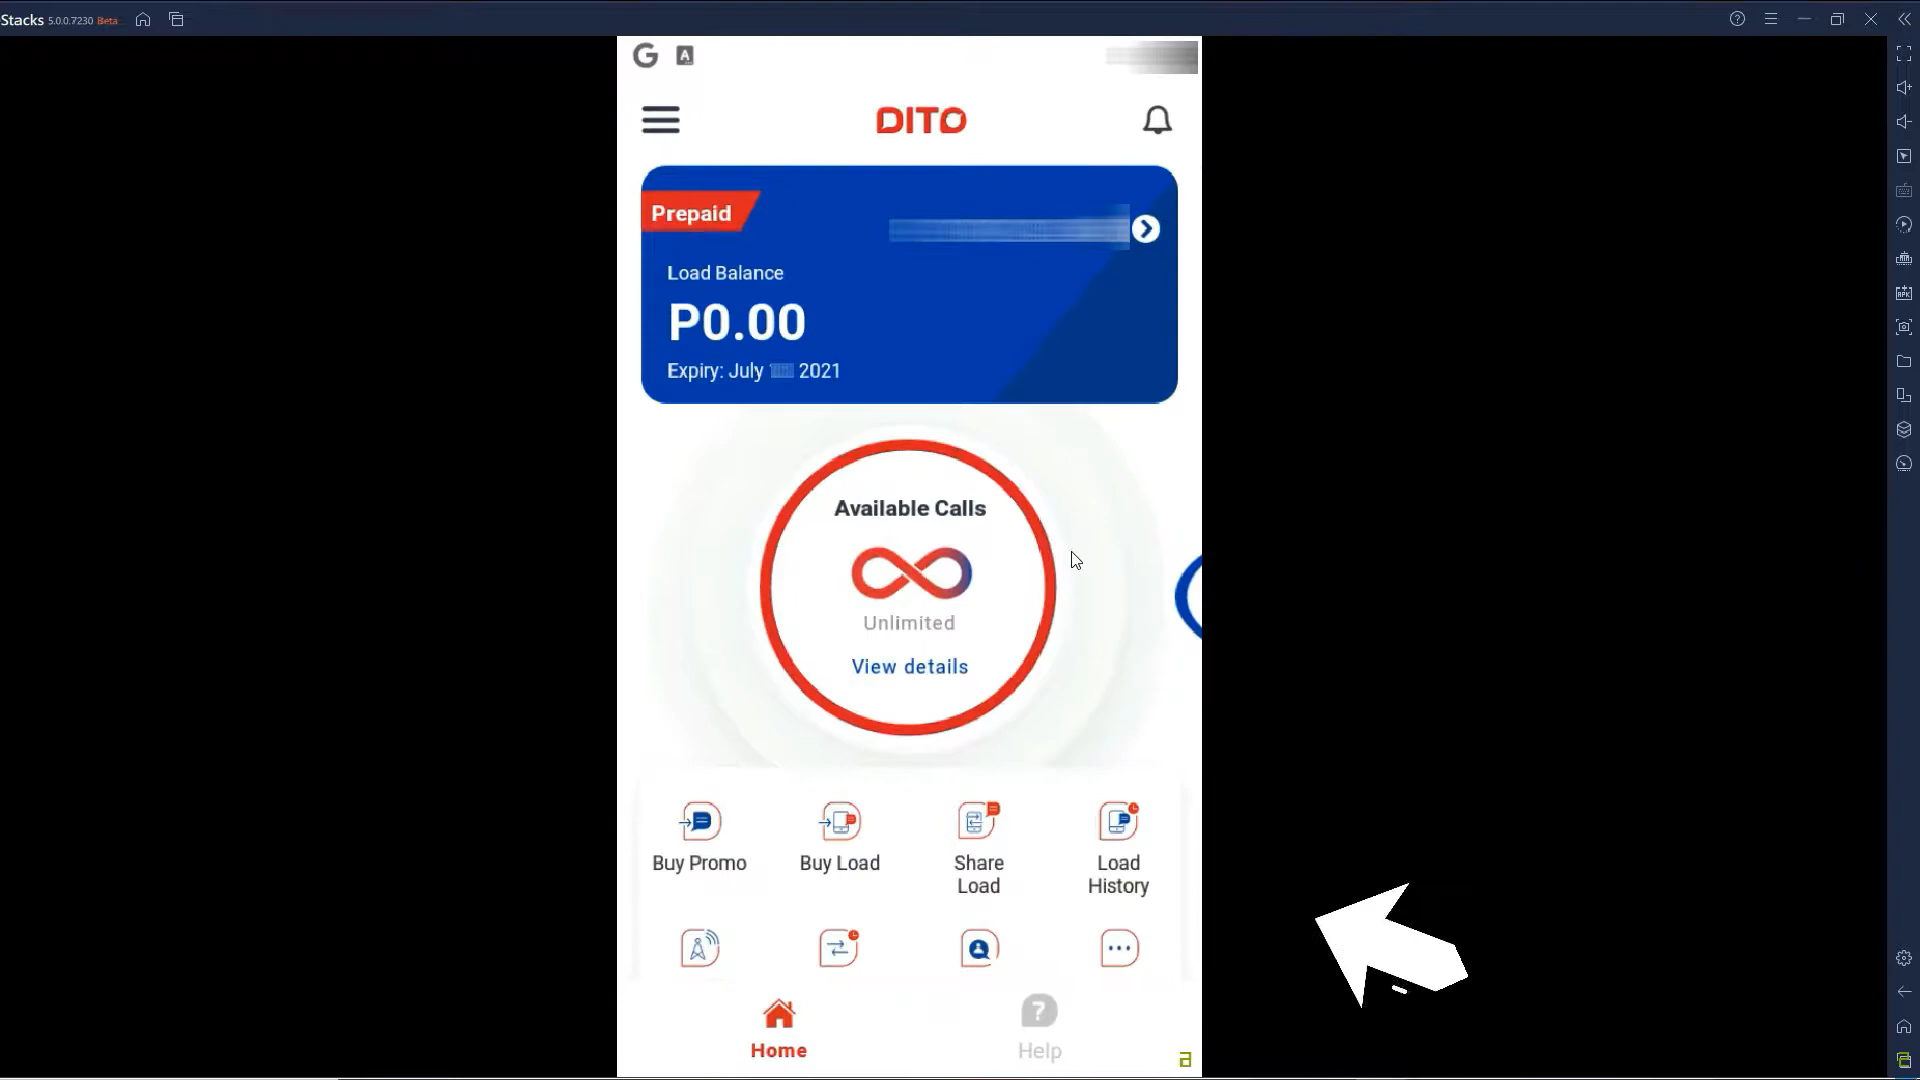 Stacks 5.0.0.7230 Beta
DITO
Prepaid
Load Balance
P0.00
Expiry: July 2021
Available Calls
Unlimited
View details
Buy Promo
Buy Load
Share
Load
Load
History
Home
Help